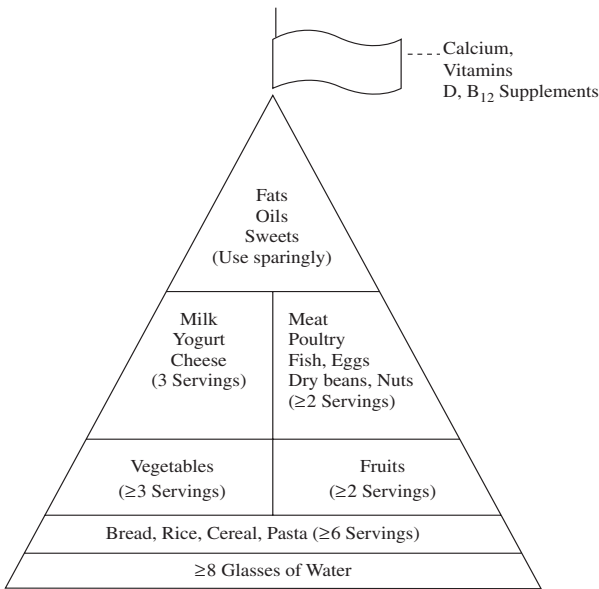 Calcium,
Vitamins
D, B₁₂ Supplements
Fats
Oils
Sweets
(Use sparingly)
Milk
Yogurt
Cheese
(3 Servings)
Meat
Poultry
Fish, Eggs
Dry beans, Nuts
(≥2 Servings)
Vegetables
(≥3 Servings)
Fruits
(≥2 Servings)
Bread, Rice, Cereal, Pasta (≥6 Servings)
≥8 Glasses of Water